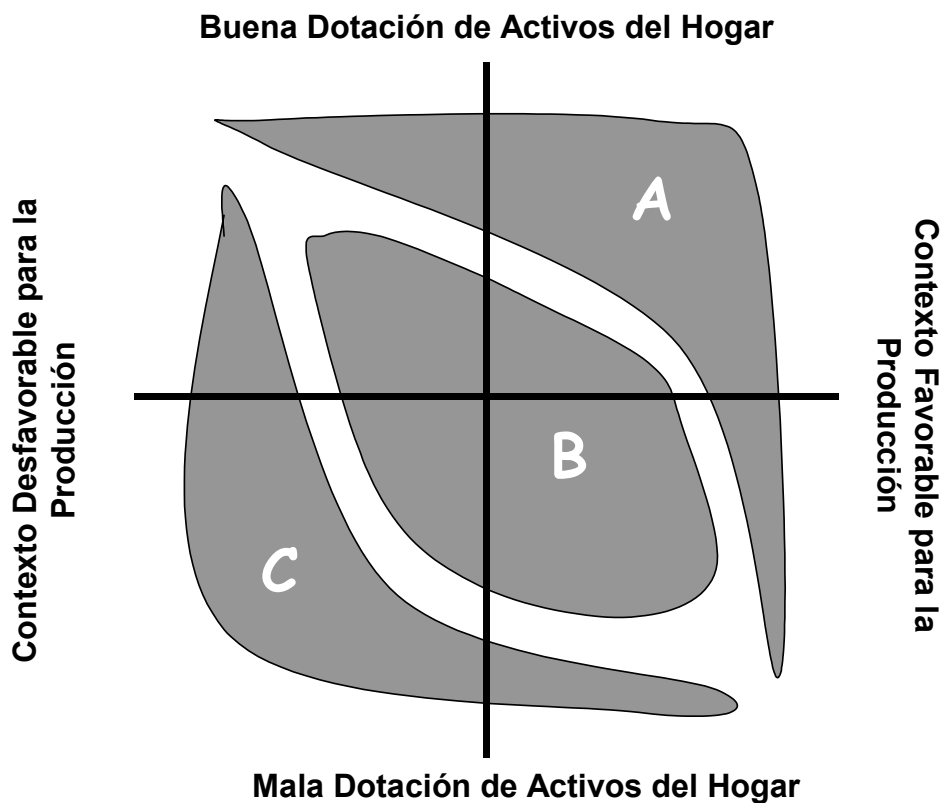 Buena Dotación de Activos del Hogar
A
Contexto Desfavorable para la
Producción
Contexto Favorable para la
Producción
B
C
Mala Dotación de Activos del Hogar